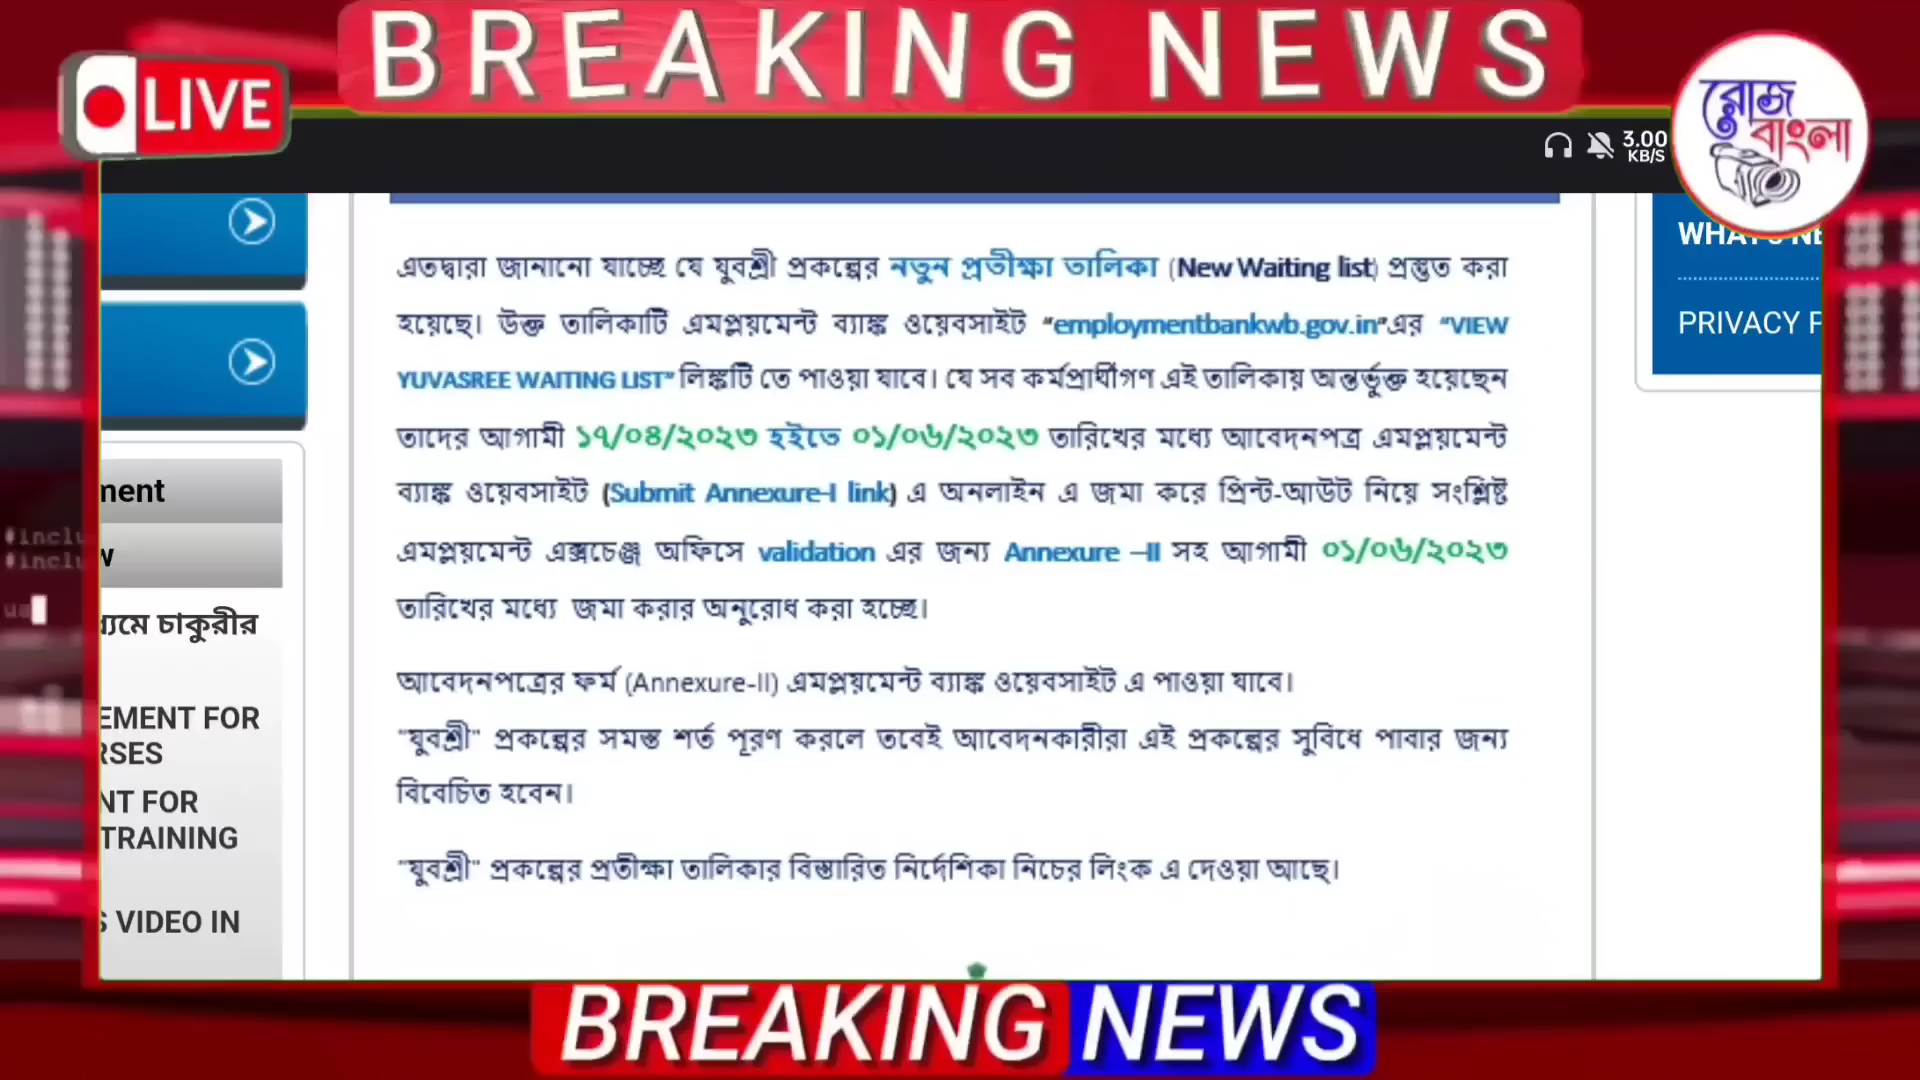 BREAKING NEWS
LIVE
রোজ
বাংলা
3.00
KB/S
এতদ্বারা জানানো যাচ্ছে যে যুবশ্রী প্রকল্পের নতুন প্রতীক্ষা তালিকা (New Waiting list) প্রস্তুত করা
হয়েছে। উক্ত তালিকাটি এমপ্লয়মেন্ট ব্যাঙ্ক ওয়েবসাইট “employmentbankwb.gov.in”এর “VIEW
YUVASREE WAITING LIST” লিঙ্কটি তে পাওয়া যাবে। যে সব কর্মপ্রার্থীগণ এই তালিকায় অন্তর্ভুক্ত হয়েছেন
তাদের আগামী ১৭/০৪/২০২৩ হইতে ০১/০৬/২০২৩ তারিখের মধ্যে আবেদনপত্র এমপ্লয়মেন্ট
ব্যাঙ্ক ওয়েবসাইট (Submit Annexure-I link) এ অনলাইন এ জমা করে প্রিন্ট-আউট নিয়ে সংশ্লিষ্ট
এমপ্লয়মেন্ট এক্সচেঞ্জ অফিসে validation এর জন্য Annexure –II সহ আগামী ০১/০৬/২০২৩
তারিখের মধ্যে জমা করার অনুরোধ করা হচ্ছে।
আবেদনপত্রের ফর্ম (Annexure-II) এমপ্লয়মেন্ট ব্যাঙ্ক ওয়েবসাইট এ পাওয়া যাবে।
"যুবশ্রী" প্রকল্পের সমস্ত শর্ত পূরণ করলে তবেই আবেদনকারীরা এই প্রকল্পের সুবিধে পাবার জন্য
বিবেচিত হবেন।
"যুবশ্রী" প্রকল্পের প্রতীক্ষা তালিকার বিস্তারিত নির্দেশিকা নিচের লিংক এ দেওয়া আছে।
WHAT'S NE
PRIVACY P
ment
w
্যমে চাকুরীর
EMENT FOR
RSES
NT FOR
TRAINING
S VIDEO IN
#inclu
#inclu
BREAKING NEWS